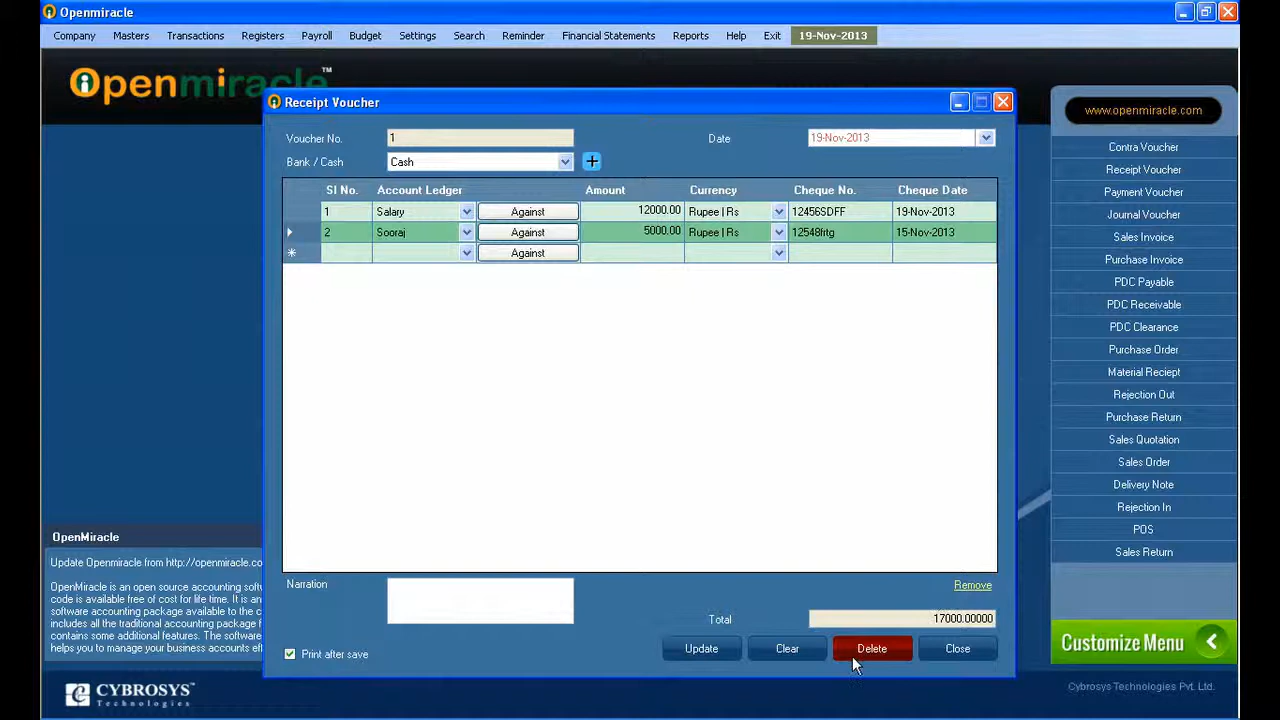 Openmiracle
Company Masters Transactions Registers Payroll Budget Settings Search Reminder Financial Statements Reports Help Exit 19-Nov-2013
Openmiracle™
Receipt Voucher
Voucher No. 1 Date 19-Nov-2013
Bank / Cash Cash
Sl No. Account Ledger Amount Currency Cheque No. Cheque Date
1 Salary Against 12000.00 Rupee | Rs 12456SDFF 19-Nov-2013
2 Sooraj Against 5000.00 Rupee | Rs 12548fritg 15-Nov-2013
* Against
Narration Remove
Total 17000.00000
Print after save Update Clear Delete Close
www.openmiracle.com
Contra Voucher
Receipt Voucher
Payment Voucher
Journal Voucher
Sales Invoice
Purchase Invoice
PDC Payable
PDC Receivable
PDC Clearance
Purchase Order
Material Reciept
Rejection Out
Purchase Return
Sales Quotation
Sales Order
Delivery Note
Rejection In
POS
Sales Return
Customize Menu
OpenMiracle
Update Openmiracle from http://openmiracle.co
OpenMiracle is an open source accounting soft
code is available free of cost for life time. It is an
software accounting package available to the c
includes all the traditional accounting package f
contains some additional features. The software
helps you to manage your business accounts eff
CYBROSYS™
Technologies
Cybrosys Technologies Pvt. Ltd.